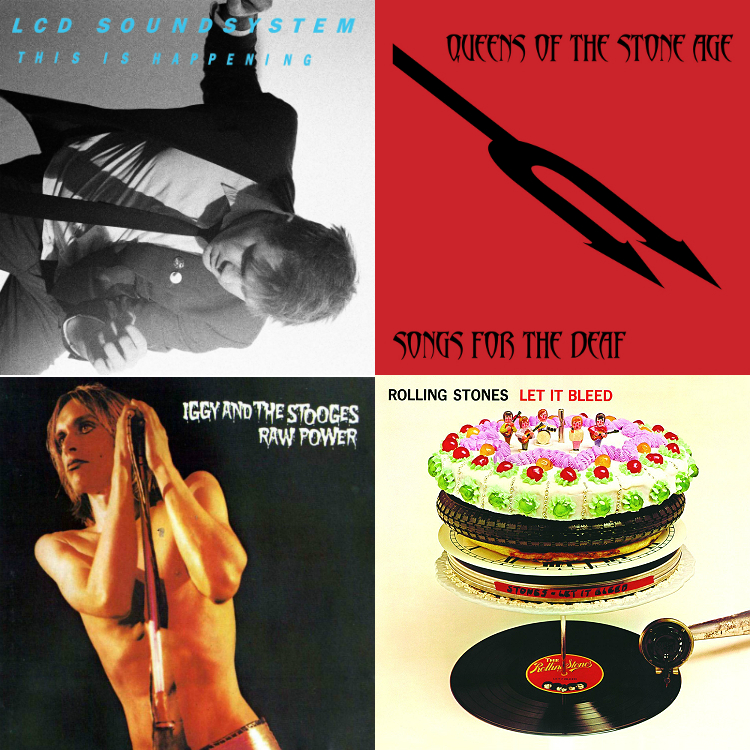 LCD SOUNDSYSTEM
THIS IS HAPPENING
QUEENS OF THE STONE AGE
SONGS FOR THE DEAF
IGGY AND THE STOOGES
RAW POWER
ROLLING STONES LET IT BLEED
STONES - LET IT BLEED
The
Rolling Stones